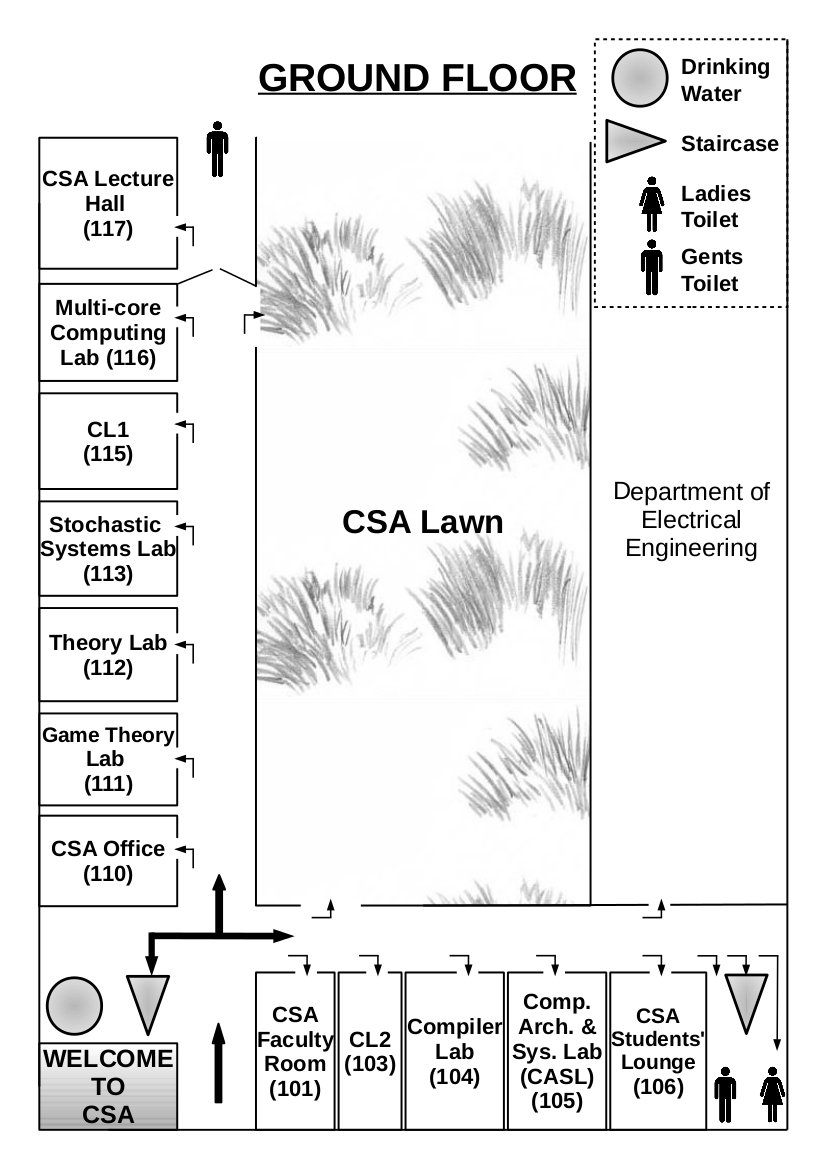 GROUND FLOOR
Drinking
Water
Staircase
Ladies
Toilet
Gents
Toilet
CSA Lecture
Hall
(117)
Multi-core
Computing
Lab (116)
CL1
(115)
Stochastic
Systems Lab
(113)
Theory Lab
(112)
Game Theory
Lab
(111)
CSA Office
(110)
CSA Lawn
Department of
Electrical
Engineering
WELCOME
TO
CSA
CSA
Faculty
Room
(101)
CL2
(103)
Compiler
Lab
(104)
Comp.
Arch. &
Sys. Lab
(CASL)
(105)
CSA
Students'
Lounge
(106)